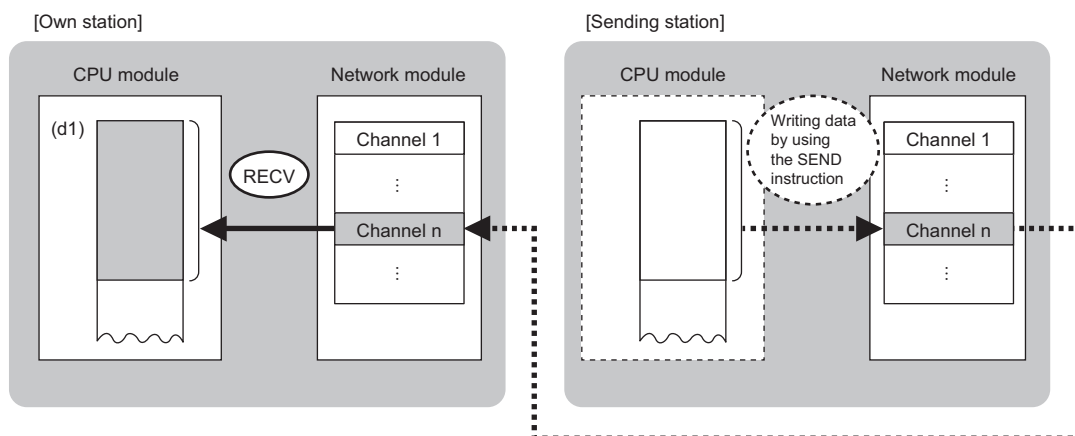 [Own station]
[Sending station]
CPU module
Network module
CPU module
Network module
(d1)
RECV
Channel 1
⋮
Channel n
⋮
Writing data
by using
the SEND
instruction
Channel 1
⋮
Channel n
⋮